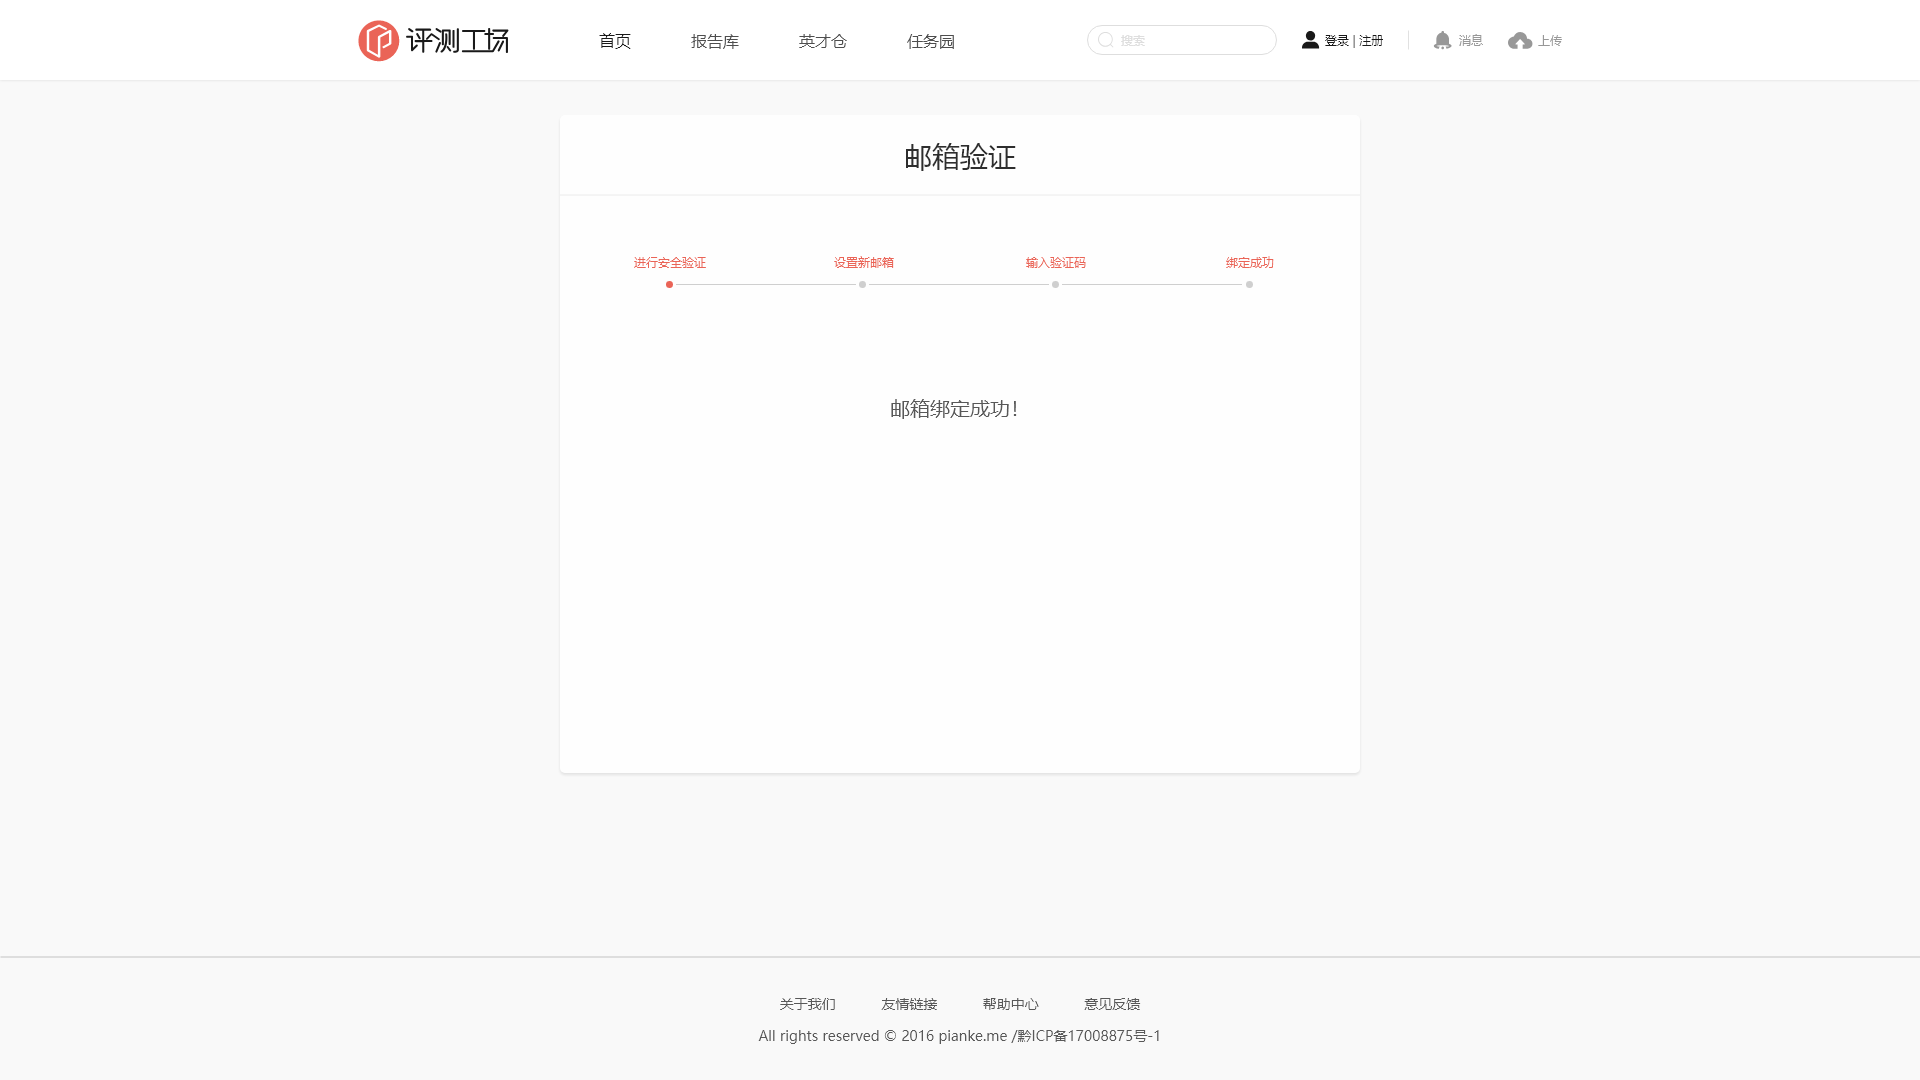 评测工场 首页 报告库 英才仓 任务园 搜索 登录 | 注册 消息 上传
邮箱验证
进行安全验证 设置新邮箱 输入验证码 绑定成功
邮箱绑定成功！
关于我们 友情链接 帮助中心 意见反馈
All rights reserved © 2016 pianke.me /黔ICP备17008875号-1